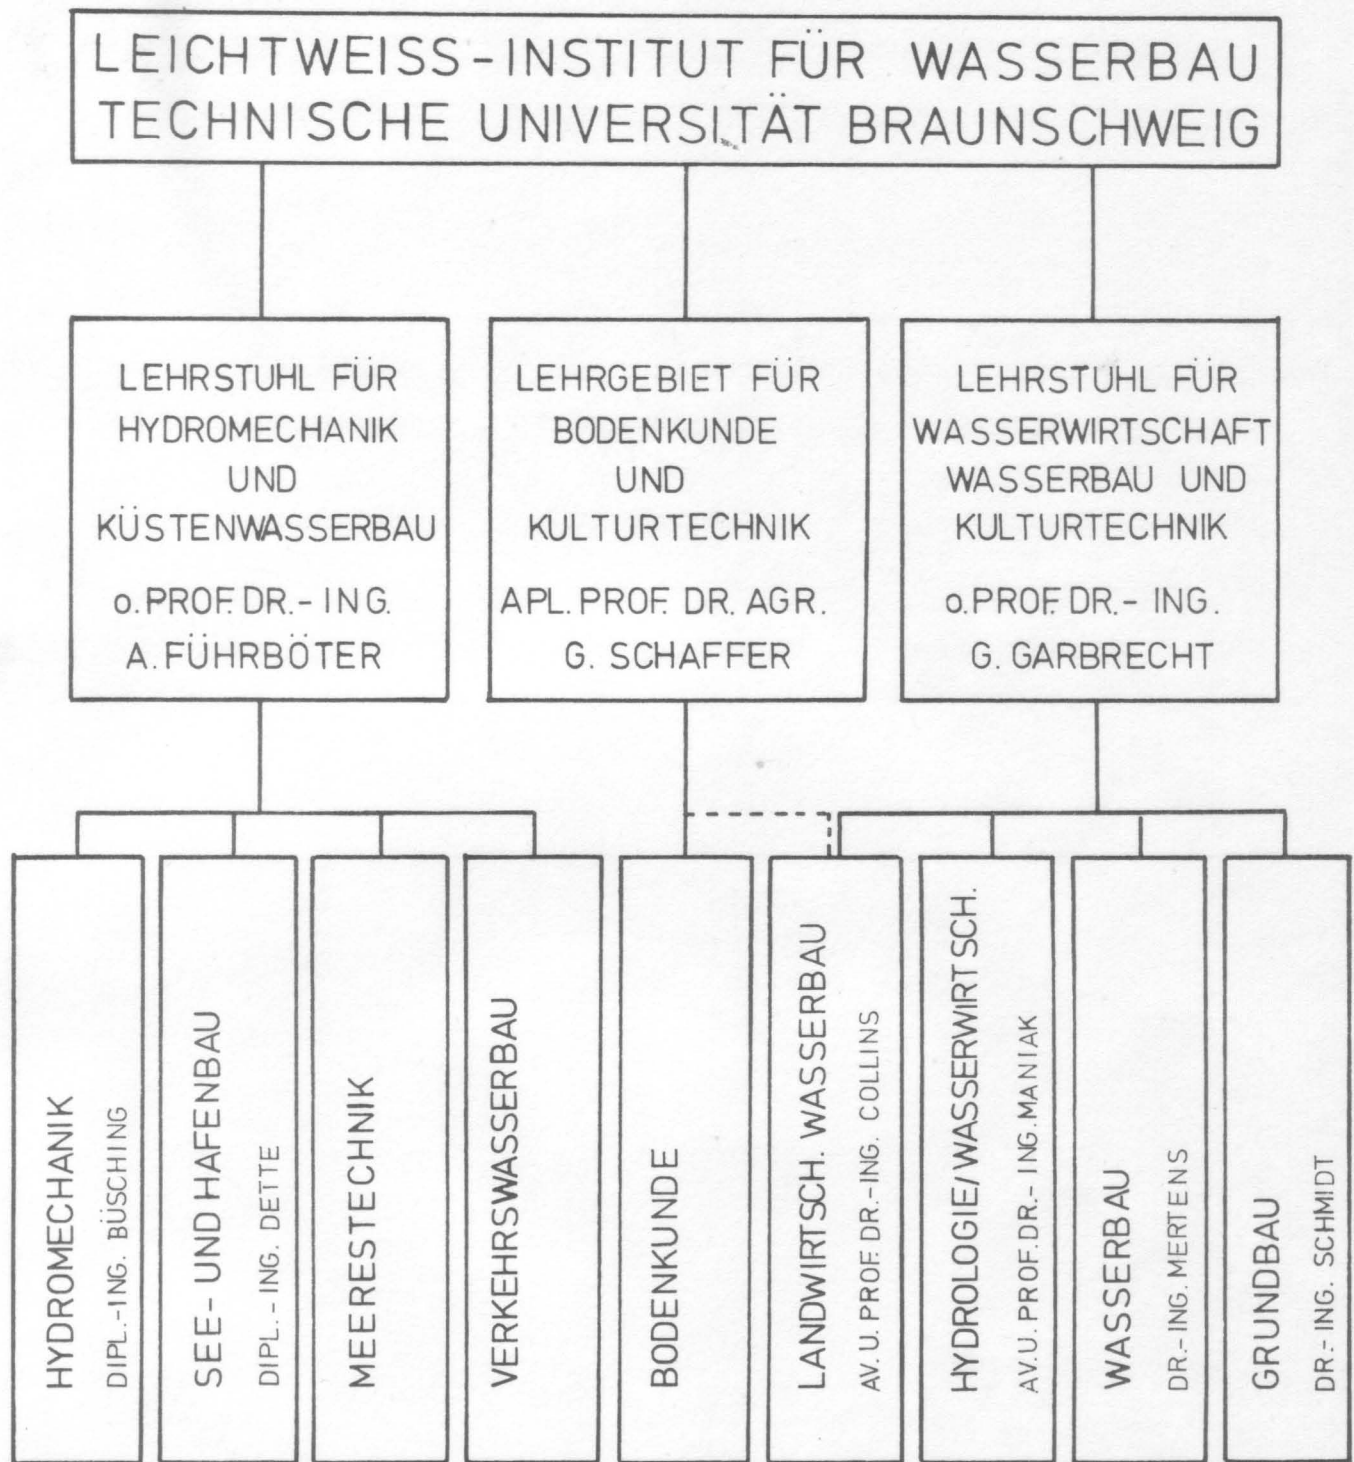 LEICHTWEISS-INSTITUT FÜR WASSERBAU
TECHNISCHE UNIVERSITÄT BRAUNSCHWEIG
LEHRSTUHL FÜR
HYDROMECHANIK
UND
KÜSTENWASSERBAU
o. PROF. DR.-ING.
A. FÜHRBÖTER
LEHRGEBIET FÜR
BODENKUNDE
UND
KULTURTECHNIK
APL. PROF. DR. AGR.
G. SCHAFFER
LEHRSTUHL FÜR
WASSERWIRTSCHAFT
WASSERBAU UND
KULTURTECHNIK
o. PROF. DR.-ING.
G. GARBRECHT
HYDROMECHANIK
DIPL.-ING. BÜSCHING
SEE- UND HAFENBAU
DIPL.-ING. DETTE
MEERESTECHNIK
VERKEHRSWASSERBAU
BODENKUNDE
LANDWIRTSCH. WASSERBAU
AV. U. PROF. DR.-ING. COLLINS
HYDROLOGIE/WASSERWIRTSCH.
AV. U. PROF. DR.-ING. MANIAK
WASSERBAU
DR.-ING. MERTENS
GRUNDBAU
DR.-ING. SCHMIDT